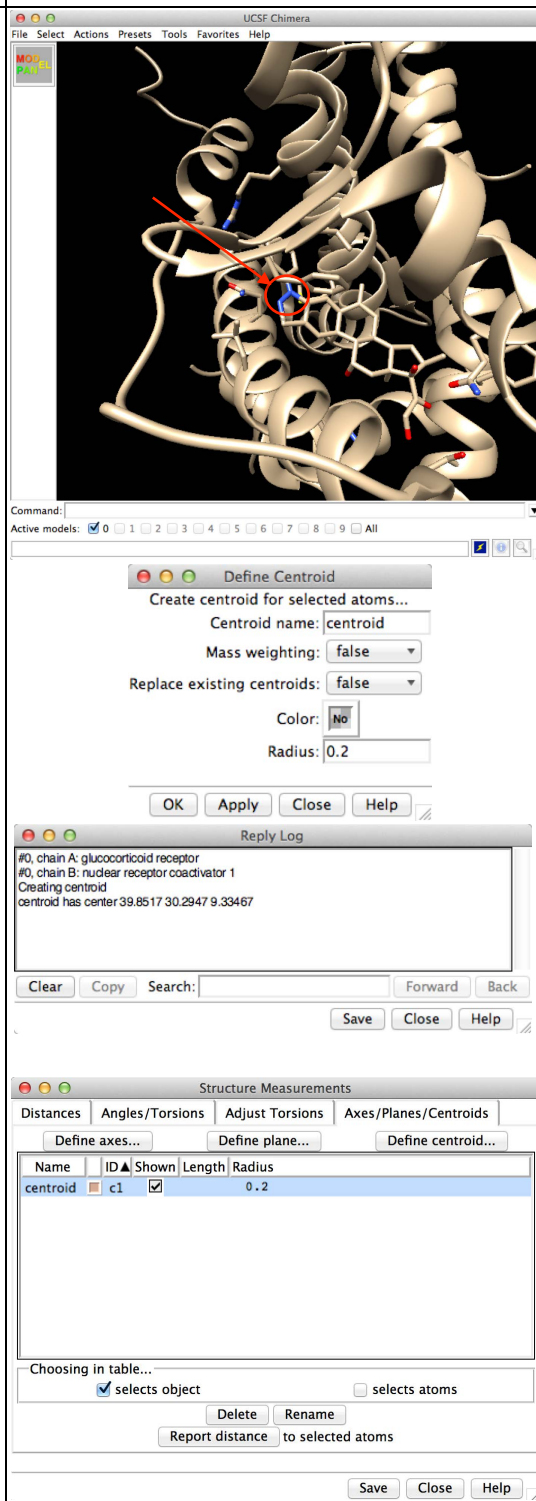 UCSF Chimera
File Select Actions Presets Tools Favorites Help
MODEL
PANEL
Command:
Active models: 0 1 2 3 4 5 6 7 8 9 All
Define Centroid
Create centroid for selected atoms...
Centroid name: centroid
Mass weighting: false
Replace existing centroids: false
Color: No
Radius: 0.2
OK Apply Close Help
Reply Log
#0, chain A: glucocorticoid receptor
#0, chain B: nuclear receptor coactivator 1
Creating centroid
centroid has center 39.8517 30.2947 9.33467
Clear Copy Search: Forward Back
Save Close Help
Structure Measurements
Distances Angles/Torsions Adjust Torsions Axes/Planes/Centroids
Define axes... Define plane... Define centroid...
Name ID▲ Shown Length Radius
centroid c1 0.2
Choosing in table...
selects object selects atoms
Delete Rename
Report distance to selected atoms
Save Close Help